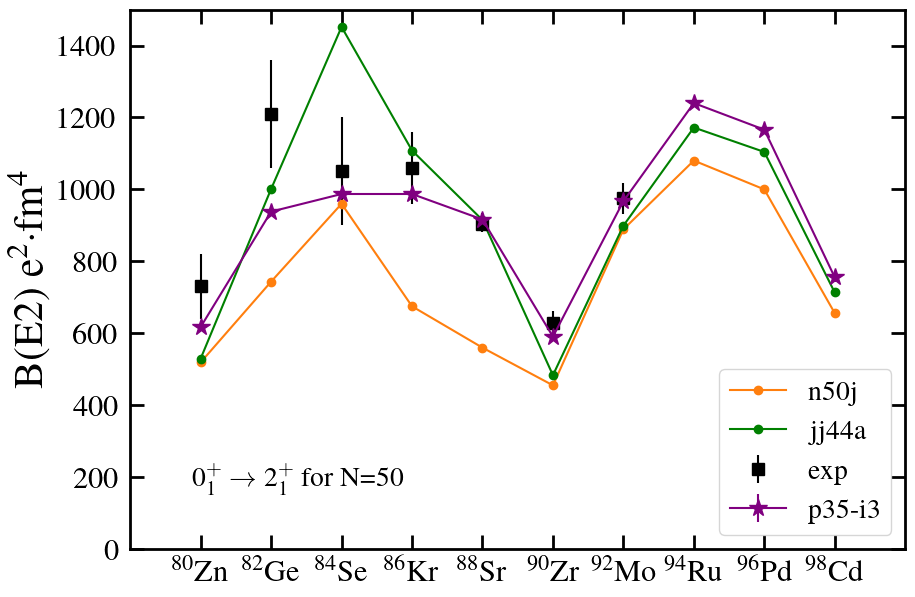 B(E2) e²·fm⁴
1400
1200
1000
800
600
400
200
0
0₁⁺ → 2₁⁺ for N=50
n50j
jj44a
exp
p35-i3
⁸⁰Zn ⁸²Ge ⁸⁴Se ⁸⁶Kr ⁸⁸Sr ⁹⁰Zr ⁹²Mo ⁹⁴Ru ⁹⁶Pd ⁹⁸Cd